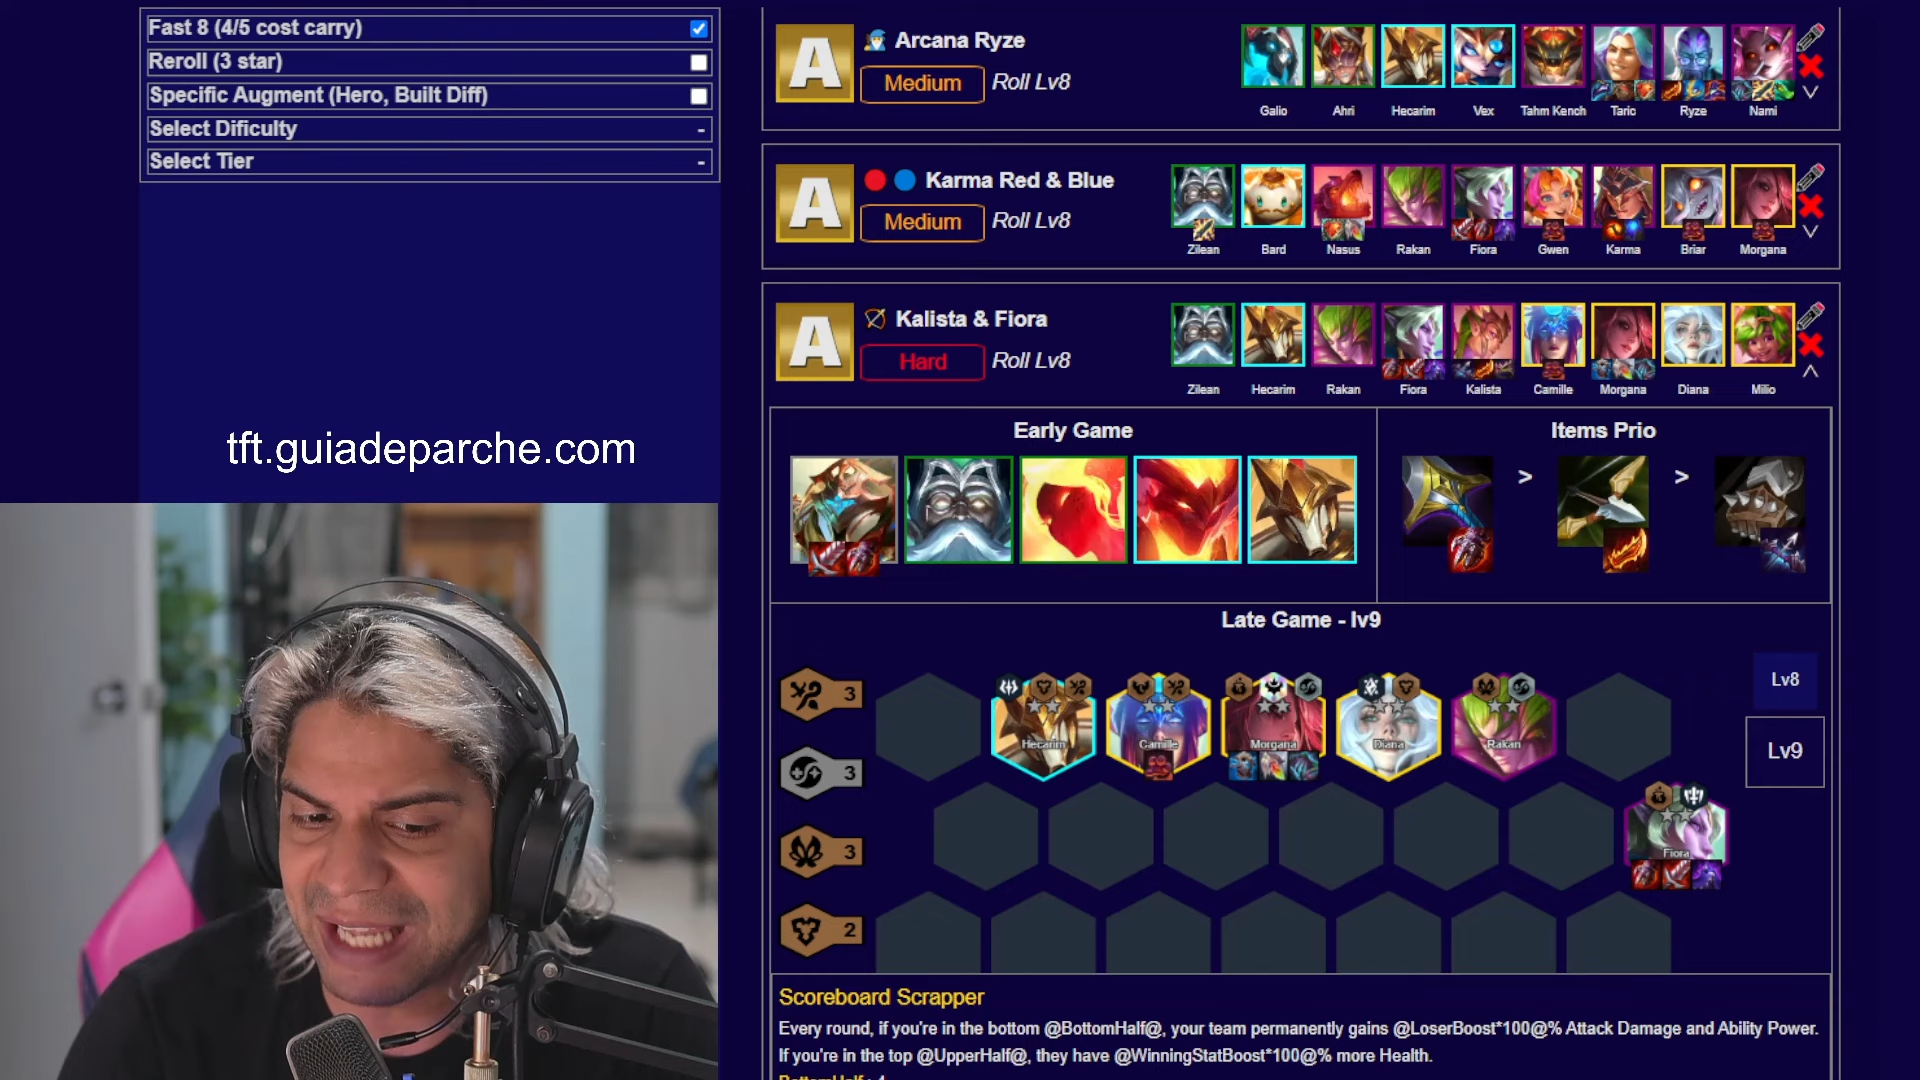 Fast 8 (4/5 cost carry)
Reroll (3 star)
Specific Augment (Hero, Built Diff)
Select Dificulty -
Select Tier -
tft.guiadeparche.com
A
Arcana Ryze
Medium Roll Lv8
Galio Ahri Hecarim Vex Tahm Kench Taric Ryze Nami
A
Karma Red & Blue
Medium Roll Lv8
Zilean Bard Nasus Rakan Fiora Gwen Karma Briar Morgana
A
Kalista & Fiora
Hard Roll Lv8
Zilean Hecarim Rakan Fiora Kalista Camille Morgana Diana Milio
Early Game
Items Prio
> >
Late Game - lv9
3
3
3
2
Hecarim Camille Morgana Diana Rakan
Fiora
Lv8
Lv9
Scoreboard Scrapper
Every round, if you're in the bottom @BottomHalf@, your team permanently gains @LoserBoost*100@% Attack Damage and Ability Power.
If you're in the top @UpperHalf@, they have @WinningStatBoost*100@% more Health.